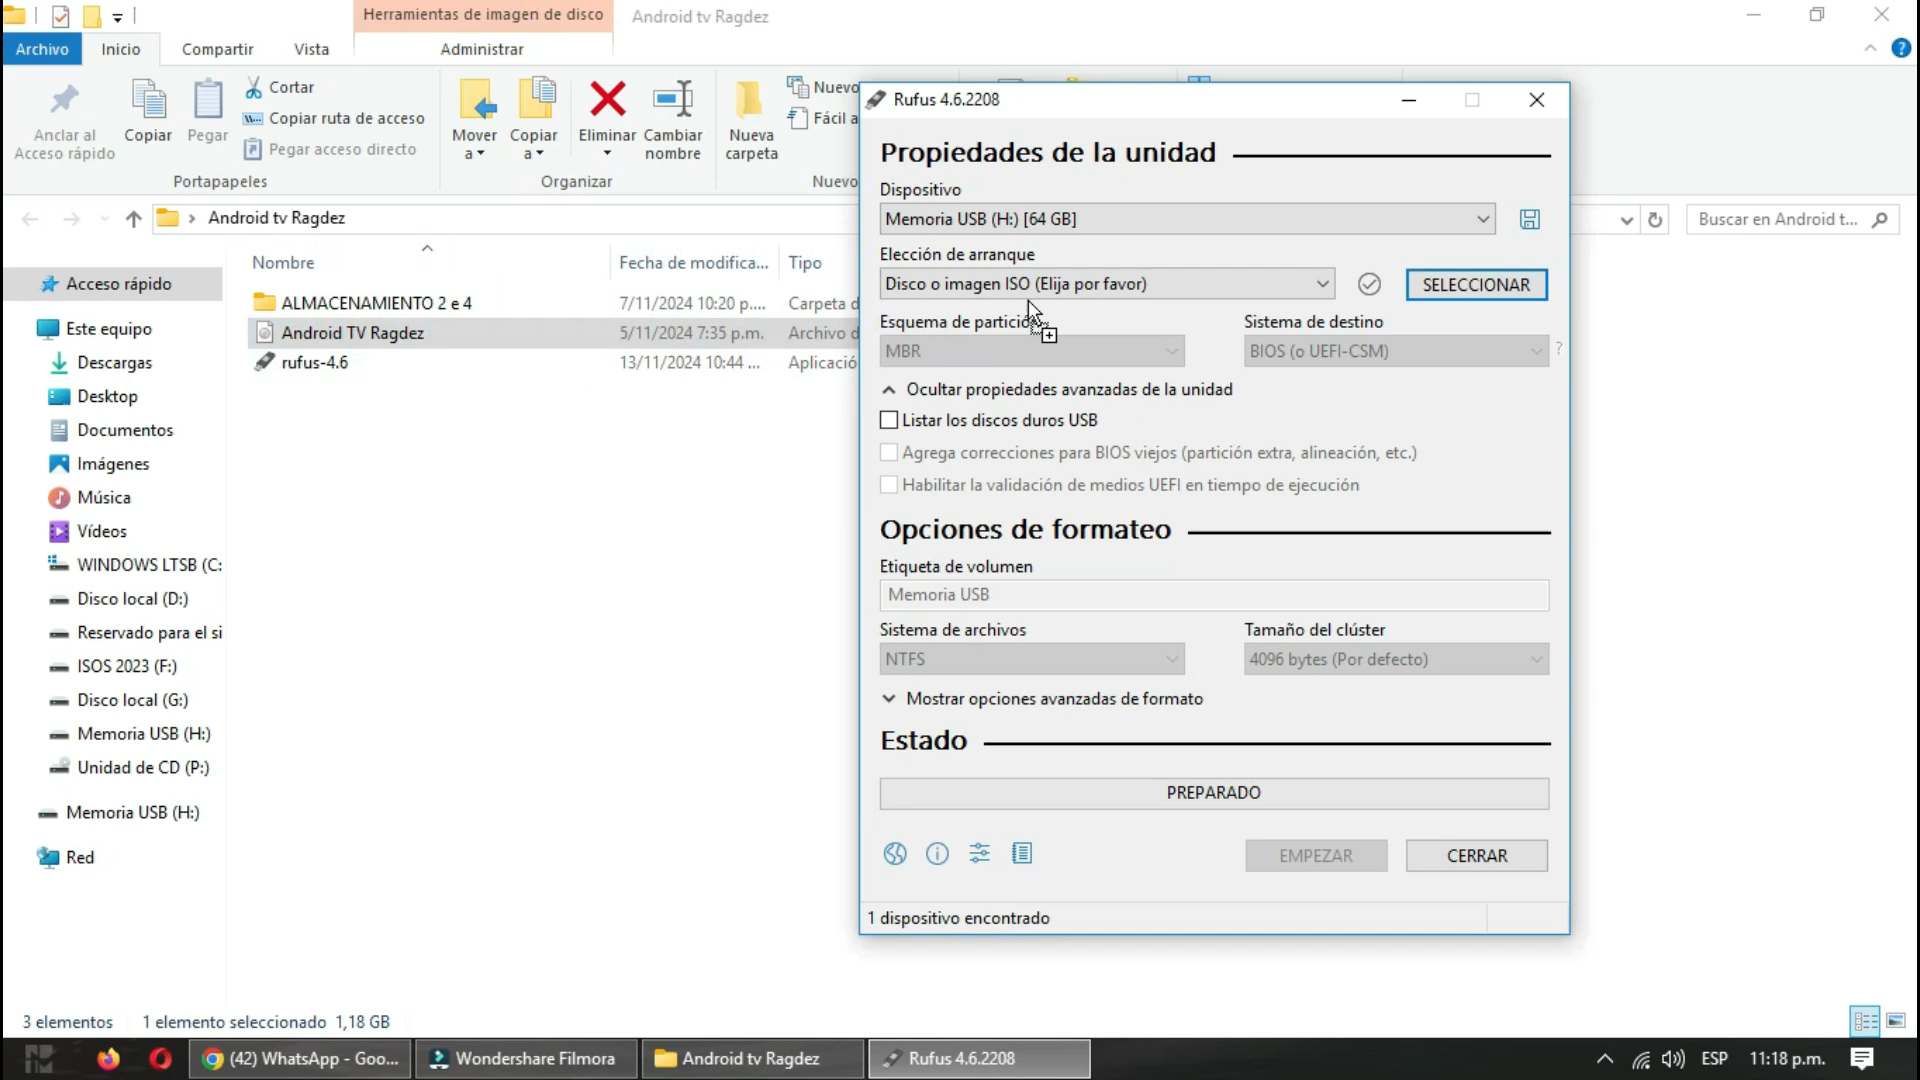 Herramientas de imagen de disco
Android tv Ragdez
Archivo
Inicio
Compartir
Vista
Administrar
Anclar al
Acceso rápido
Copiar
Pegar
Cortar
Copiar ruta de acceso
Pegar acceso directo
Mover
a
Copiar
a
Eliminar
Cambiar
nombre
Nueva
carpeta
Nuevo
Fácil a
Portapapeles
Organizar
Nuevo
Android tv Ragdez
Buscar en Android t...
Nombre
Fecha de modifica...
Tipo
ALMACENAMIENTO 2 e 4
7/11/2024 10:20 p....
Carpeta d
Android TV Ragdez
5/11/2024 7:35 p.m.
Archivo d
rufus-4.6
13/11/2024 10:44 ...
Aplicació
Acceso rápido
Este equipo
Descargas
Desktop
Documentos
Imágenes
Música
Vídeos
WINDOWS LTSB (C:
Disco local (D:)
Reservado para el si
ISOS 2023 (F:)
Disco local (G:)
Memoria USB (H:)
Unidad de CD (P:)
Memoria USB (H:)
Red
3 elementos
1 elemento seleccionado 1,18 GB
Rufus 4.6.2208
Propiedades de la unidad
Dispositivo
Memoria USB (H:) [64 GB]
Elección de arranque
Disco o imagen ISO (Elija por favor)
SELECCIONAR
Esquema de partición
Sistema de destino
MBR
BIOS (o UEFI-CSM)
?
Ocultar propiedades avanzadas de la unidad
Listar los discos duros USB
Agrega correcciones para BIOS viejos (partición extra, alineación, etc.)
Habilitar la validación de medios UEFI en tiempo de ejecución
Opciones de formateo
Etiqueta de volumen
Memoria USB
Sistema de archivos
Tamaño del clúster
NTFS
4096 bytes (Por defecto)
Mostrar opciones avanzadas de formato
Estado
PREPARADO
EMPEZAR
CERRAR
1 dispositivo encontrado
(42) WhatsApp - Goo...
Wondershare Filmora
Android tv Ragdez
Rufus 4.6.2208
ESP
11:18 p.m.